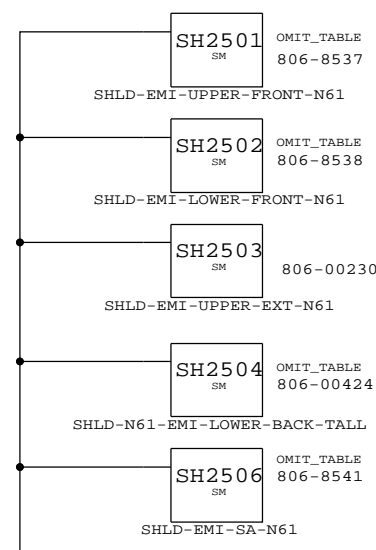 SH2501
SM
OMIT_TABLE
806-8537
SHLD-EMI-UPPER-FRONT-N61
SH2502
SM
OMIT_TABLE
806-8538
SHLD-EMI-LOWER-FRONT-N61
SH2503
SM
806-00230
SHLD-EMI-UPPER-EXT-N61
SH2504
SM
OMIT_TABLE
806-00424
SHLD-N61-EMI-LOWER-BACK-TALL
SH2506
SM
OMIT_TABLE
806-8541
SHLD-EMI-SA-N61